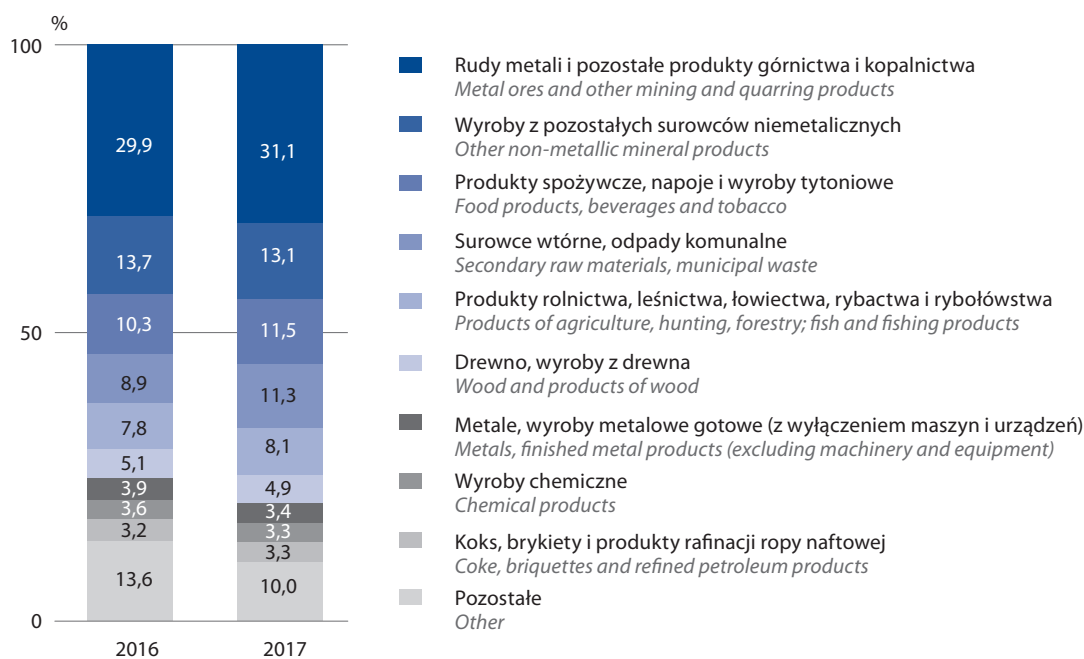 %
100
50
0
29,9
13,7
10,3
8,9
7,8
5,1
3,9
3,6
3,2
13,6
2016
31,1
13,1
11,5
11,3
8,1
4,9
3,4
3,3
3,3
10,0
2017
Rudy metali i pozostałe produkty górnictwa i kopalnictwa
Metal ores and other mining and quarring products
Wyroby z pozostałych surowców niemetalicznych
Other non-metallic mineral products
Produkty spożywcze, napoje i wyroby tytoniowe
Food products, beverages and tobacco
Surowce wtórne, odpady komunalne
Secondary raw materials, municipal waste
Produkty rolnictwa, leśnictwa, łowiectwa, rybactwa i rybołówstwa
Products of agriculture, hunting, forestry; fish and fishing products
Drewno, wyroby z drewna
Wood and products of wood
Metale, wyroby metalowe gotowe (z wyłączeniem maszyn i urządzeń)
Metals, finished metal products (excluding machinery and equipment)
Wyroby chemiczne
Chemical products
Koks, brykiety i produkty rafinacji ropy naftowej
Coke, briquettes and refined petroleum products
Pozostałe
Other